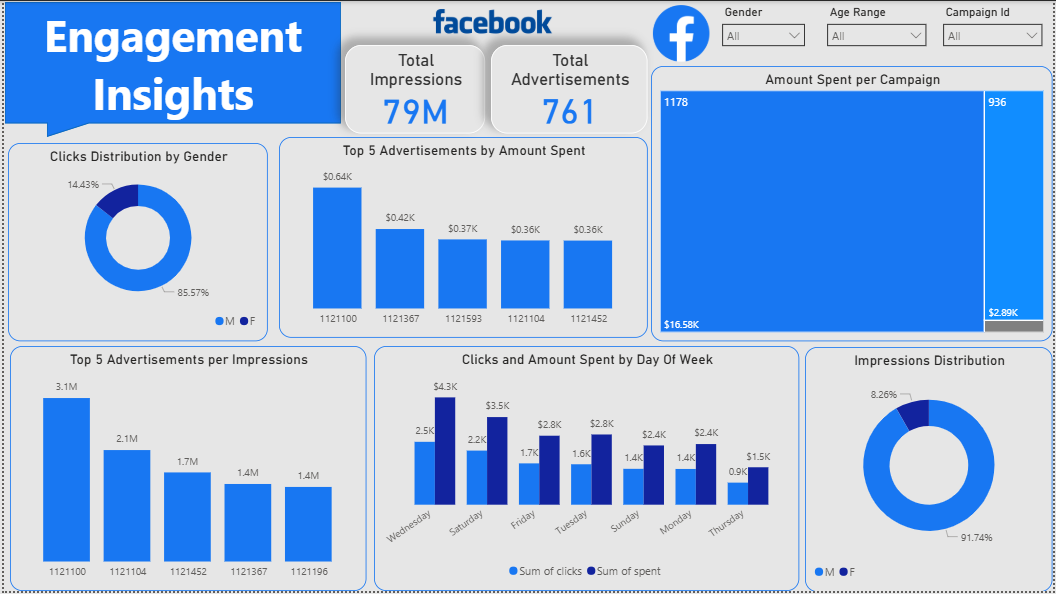 Engagement
Insights
facebook
Total
Impressions
79M
Total
Advertisements
761
Gender
All
Age Range
All
Campaign Id
All
Clicks Distribution by Gender
14.43%
85.57%
M F
Top 5 Advertisements by Amount Spent
$0.64K
$0.42K
$0.37K
$0.36K
$0.36K
1121100 1121367 1121593 1121104 1121452
Amount Spent per Campaign
1178
$16.58K
936
$2.89K
Top 5 Advertisements per Impressions
3.1M
2.1M
1.7M
1.4M
1.4M
1121100 1121104 1121452 1121367 1121196
Clicks and Amount Spent by Day Of Week
2.5K $4.3K
2.2K $3.5K
1.7K $2.8K
1.6K $2.8K
1.4K $2.4K
1.4K $2.4K
0.9K $1.5K
Wednesday Saturday Friday Tuesday Sunday Monday Thursday
Sum of clicks Sum of spent
Impressions Distribution
8.26%
91.74%
M F